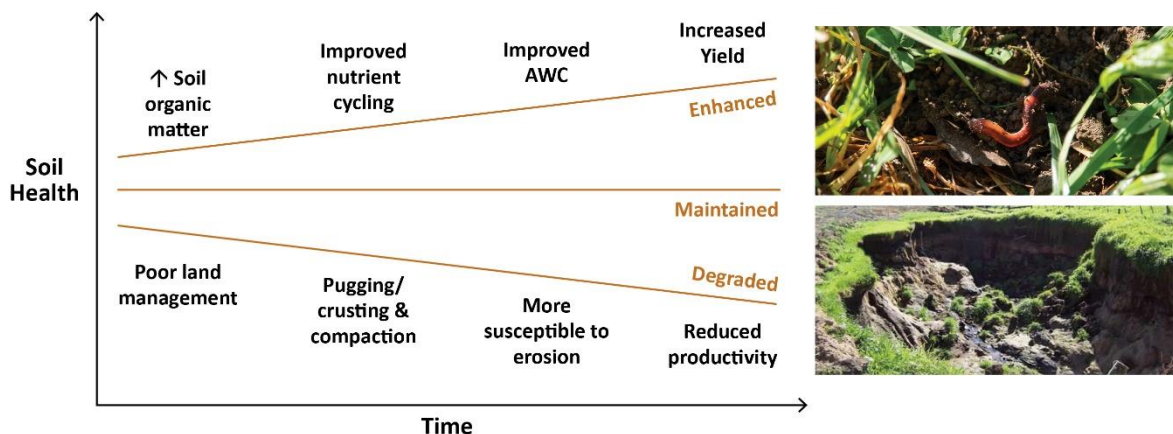 ↑ Soil
organic
matter
Improved
nutrient
cycling
Improved
AWC
Increased
Yield
Enhanced
Soil
Health
Maintained
Degraded
Poor land
management
Pugging/
crusting &
compaction
More
susceptible to
erosion
Reduced
productivity
Time